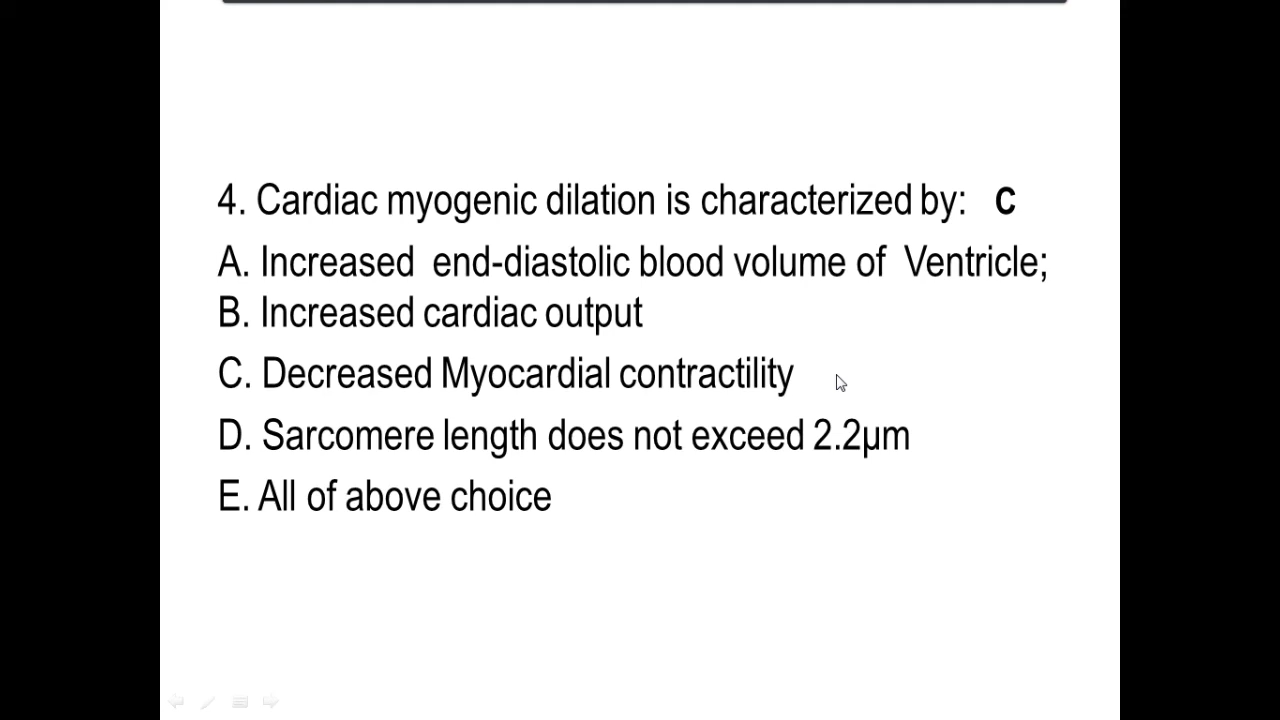 4. Cardiac myogenic dilation is characterized by: C
A. Increased end-diastolic blood volume of Ventricle;
B. Increased cardiac output
C. Decreased Myocardial contractility
D. Sarcomere length does not exceed 2.2μm
E. All of above choice